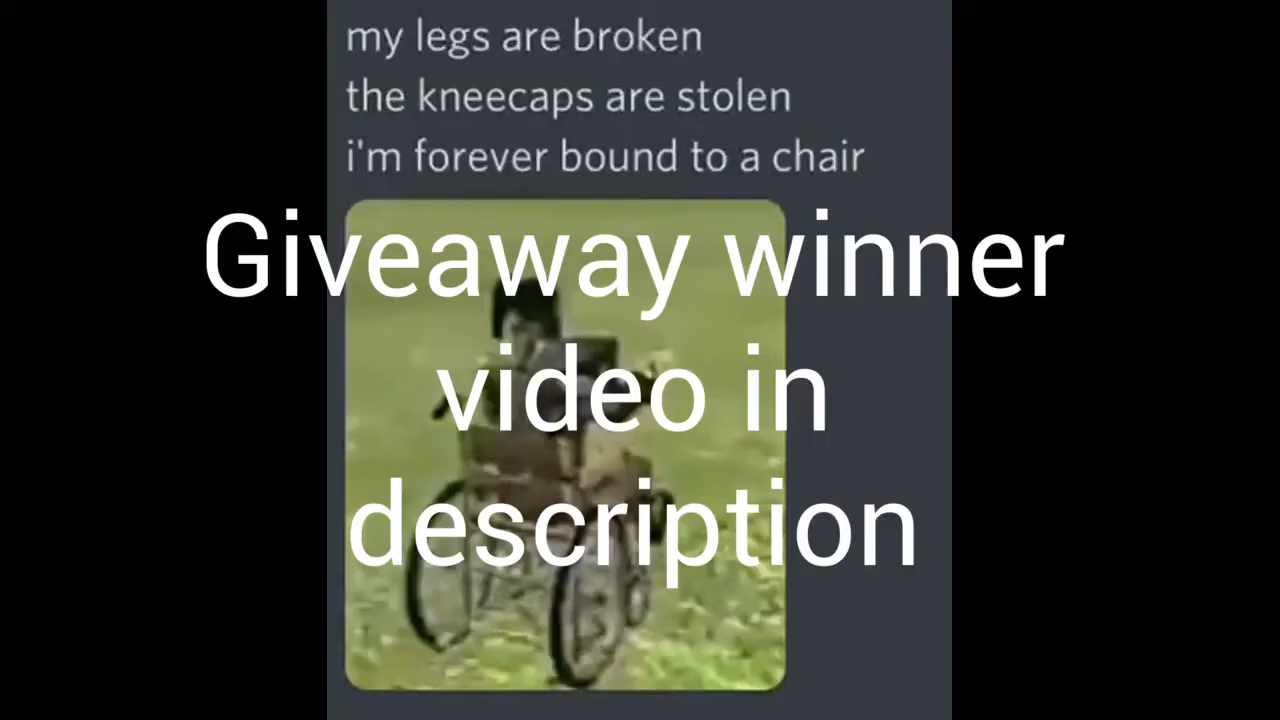 my legs are broken
the kneecaps are stolen
i'm forever bound to a chair
Giveaway winner
video in
description